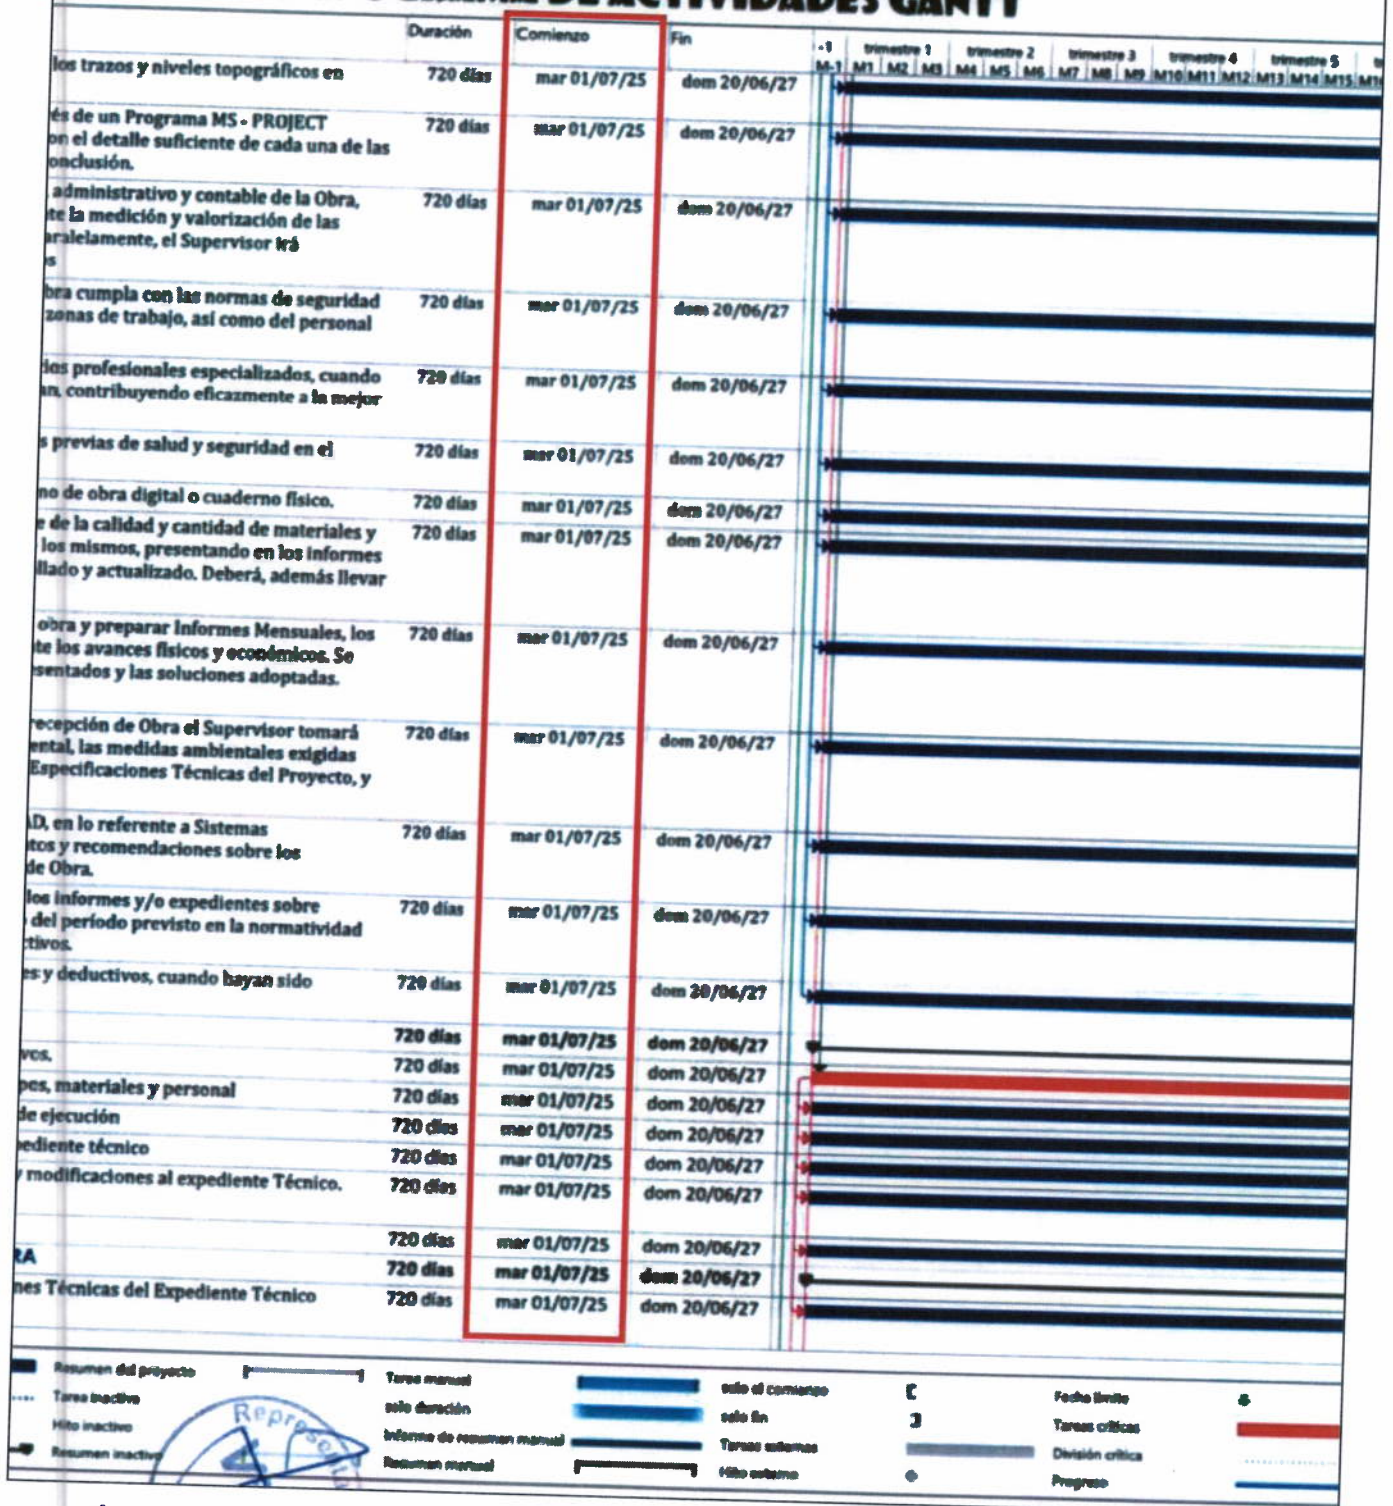 DE ACTIVIDADES GANTT
Duración Comienzo Fin
-1 trimestre 1 trimestre 2 trimestre 3 trimestre 4 trimestre 5
M-1 M1 M2 M3 M4 M5 M6 M7 M8 M9 M10 M11 M12 M13 M14 M15
los trazos y niveles topográficos en 720 días mar 01/07/25 dom 20/06/27
és de un Programa MS - PROJECT 720 días mar 01/07/25 dom 20/06/27
on el detalle suficiente de cada una de las
onclusión.
administrativo y contable de la Obra, 720 días mar 01/07/25 dom 20/06/27
te la medición y valorización de las
aralelamente, el Supervisor irá
s
bra cumpla con las normas de seguridad 720 días mar 01/07/25 dom 20/06/27
zonas de trabajo, así como del personal
ios profesionales especializados, cuando 720 días mar 01/07/25 dom 20/06/27
an, contribuyendo eficazmente a la mejor
s previas de salud y seguridad en el 720 días mar 01/07/25 dom 20/06/27
no de obra digital o cuaderno físico. 720 días mar 01/07/25 dom 20/06/27
e de la calidad y cantidad de materiales y 720 días mar 01/07/25 dom 20/06/27
los mismos, presentando en los informes
llado y actualizado. Deberá, además llevar
obra y preparar Informes Mensuales, los 720 días mar 01/07/25 dom 20/06/27
te los avances físicos y económicos. Se
sentados y las soluciones adoptadas.
recepción de Obra el Supervisor tomará 720 días mar 01/07/25 dom 20/06/27
ental, las medidas ambientales exigidas
Especificaciones Técnicas del Proyecto, y
AD, en lo referente a Sistemas 720 días mar 01/07/25 dom 20/06/27
tos y recomendaciones sobre los
de Obra.
los informes y/o expedientes sobre 720 días mar 01/07/25 dom 20/06/27
del período previsto en la normatividad
ctivos.
es y deductivos, cuando hayan sido 720 días mar 01/07/25 dom 20/06/27
720 días mar 01/07/25 dom 20/06/27
vos. 720 días mar 01/07/25 dom 20/06/27
pos, materiales y personal 720 días mar 01/07/25 dom 20/06/27
de ejecución 720 días mar 01/07/25 dom 20/06/27
pediente técnico 720 días mar 01/07/25 dom 20/06/27
y modificaciones al expediente Técnico. 720 días mar 01/07/25 dom 20/06/27
720 días mar 01/07/25 dom 20/06/27
RA 720 días mar 01/07/25 dom 20/06/27
nes Técnicas del Expediente Técnico 720 días mar 01/07/25 dom 20/06/27
Resumen del proyecto Tarea manual solo el comienzo Fecha límite
Tarea inactiva solo duración solo fin Tareas críticas
Hito inactivo Informe de resumen manual Tareas externas División crítica
Resumen inactivo Resumen manual Hito externo Progreso